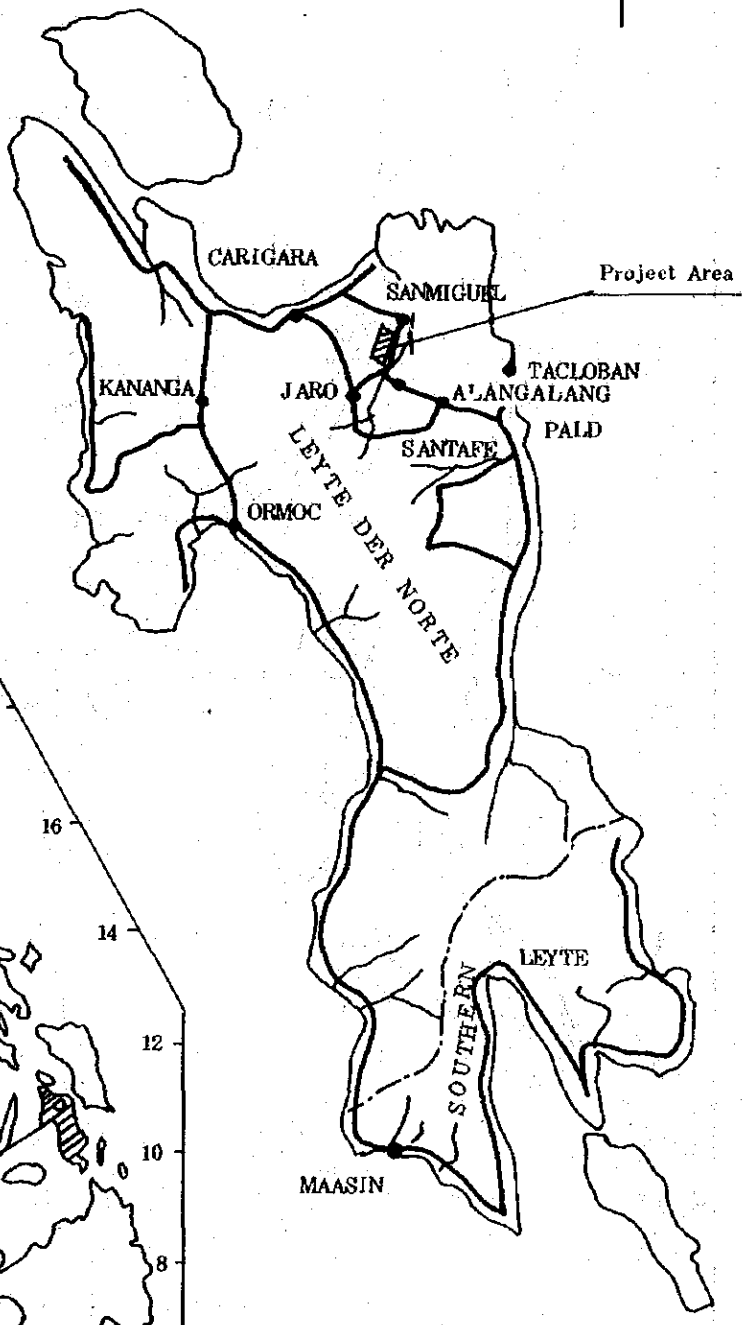 CARIGARA
Project Area
SANMIGUEL
TACLOBAN
KANANGA
JARO
ALANGALANG
PALD
SANTAFE
LEYTE DER NORTE
ORMOC
16
14
LEYTE
SOUTHERN
12
10
MAASIN
8